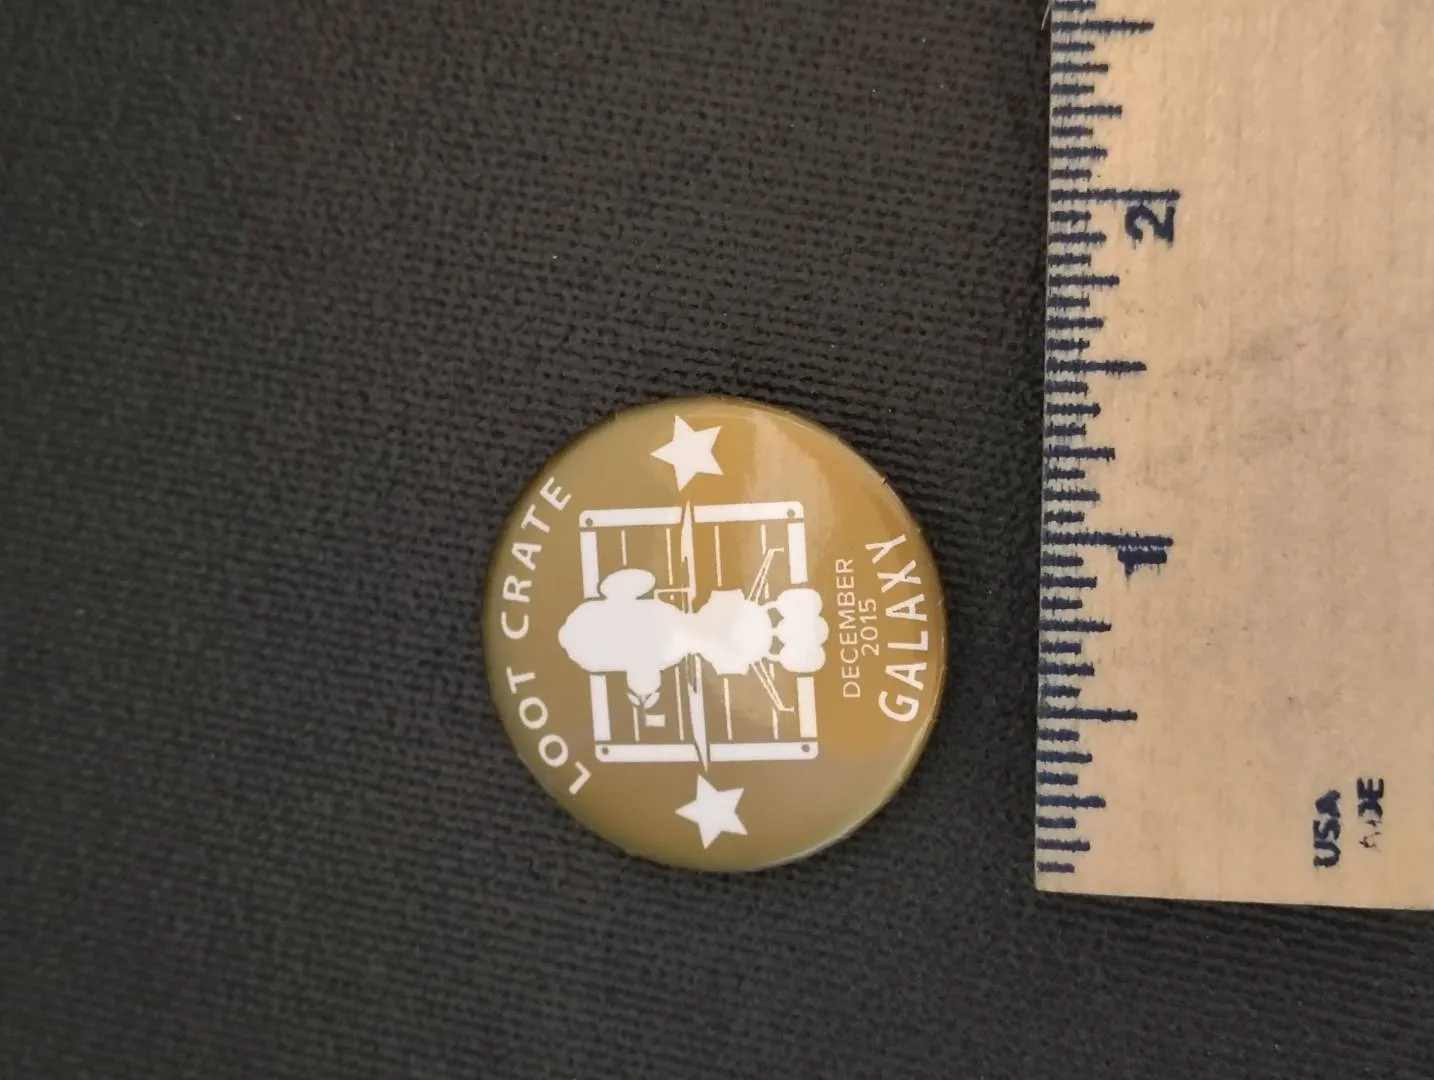 LOOT CRATE
DECEMBER
2015
GALAXY
2
1
USA